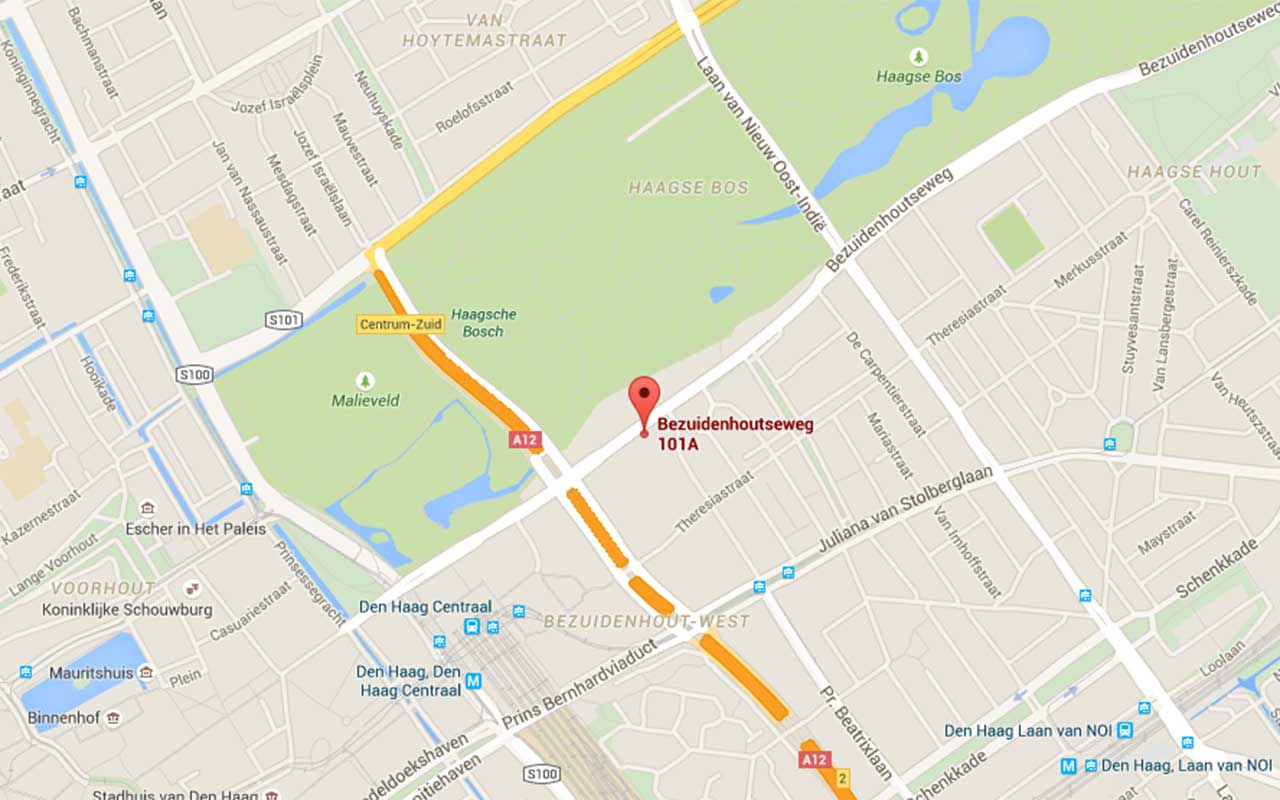 VAN
HOYTEMASTRAAT
Bachmanstraat
Koninginnegracht
Jozef Israëlsplein
Neuhuyskade
Roelofsstraat
Mauvestraat
Jozef Israëlslaan
Mesdagstraat
Jan van Nassaustraat
Laan van Nieuw Oost-Indië
Haagse Bos
Bezuidenhoutseweg
HAAGSE BOS
Bezuidenhoutseweg
HAAGSE HOUT
Carel Reinierszkade
Merkusstraat
Stuyvesantstraat
Van Lansbergestraat
Theresiastraat
Van Heutszstraat
Frederikstraat
S101
Centrum-Zuid
Haagsche
Bosch
S100
Hooikade
Malieveld
A12
Bezuidenhoutseweg
101A
De Carpentierstraat
Mariastraat
Theresiastraat
Juliana van Stolberglaan
Van Imhoffstraat
Maystraat
Schenkkade
Kazernestraat
Escher in Het Paleis
Lange Voorhout
VOORHOUT
Koninklijke Schouwburg
Casuariestraat
Prinsessegracht
Den Haag Centraal
BEZUIDENHOUT-WEST
Mauritshuis
Plein
Den Haag, Den
Haag Centraal
M
Prins Bernhardviaduct
Binnenhof
Pr. Beatrixlaan
Loolaan
Den Haag Laan van NOI
M
Den Haag, Laan van NOI
Schenkkade
A12
2
S100
Stadhuis van Den Haag